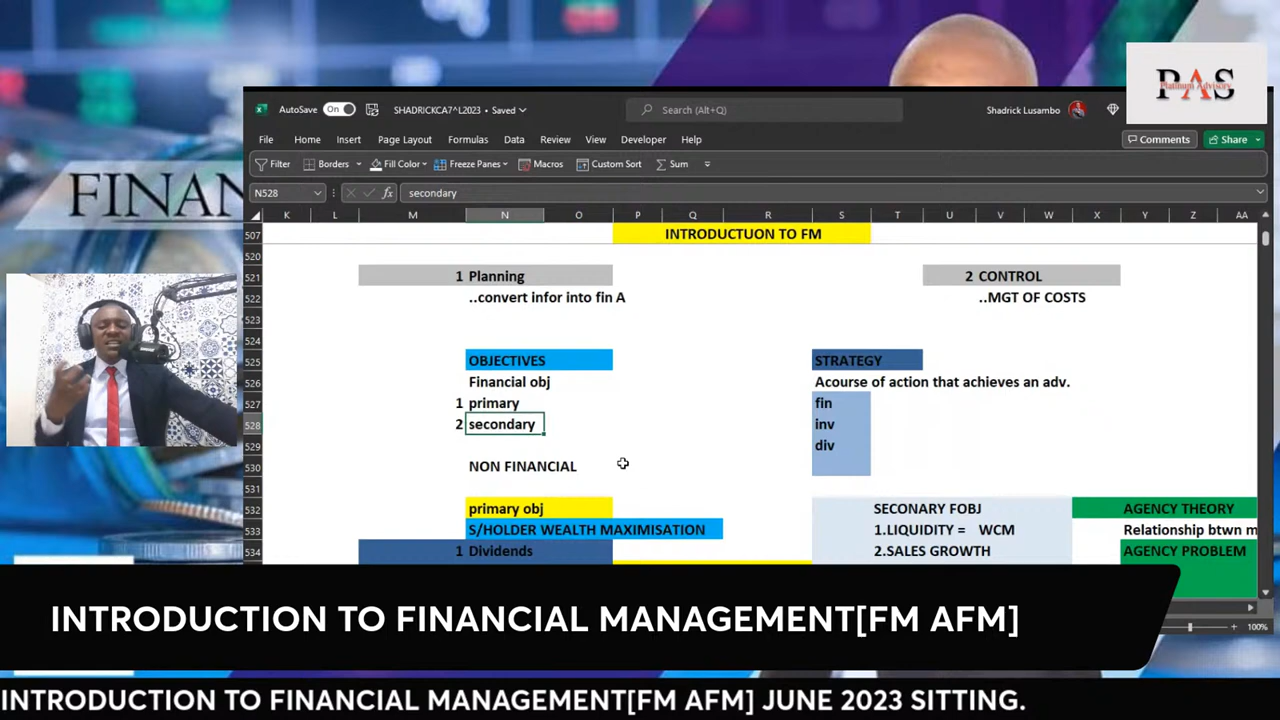 FINAN
PAS
Platinum Advisory
AutoSave On SHADRICKCA7^L2023 • Saved Search (Alt+Q) Shadrick Lusambo
File Home Insert Page Layout Formulas Data Review View Developer Help Comments Share
Filter Borders Fill Color Freeze Panes Macros Custom Sort Sum
N528 fx secondary
K L M N O P Q R S T U V W X Y Z AA
507 INTRODUCTUON TO FM
520
521 1 Planning 2 CONTROL
522 ..convert infor into fin A ..MGT OF COSTS
523
524
525 OBJECTIVES STRATEGY
526 Financial obj Acourse of action that achieves an adv.
527 1 primary fin
528 2 secondary inv
529 div
530 NON FINANCIAL
531
532 primary obj SECONARY FOBJ AGENCY THEORY
533 S/HOLDER WEALTH MAXIMISATION 1.LIQUIDITY = WCM Relationship btwn m
534 1 Dividends 2.SALES GROWTH AGENCY PROBLEM
100%
INTRODUCTION TO FINANCIAL MANAGEMENT[FM AFM]
INTRODUCTION TO FINANCIAL MANAGEMENT[FM AFM] JUNE 2023 SITTING.